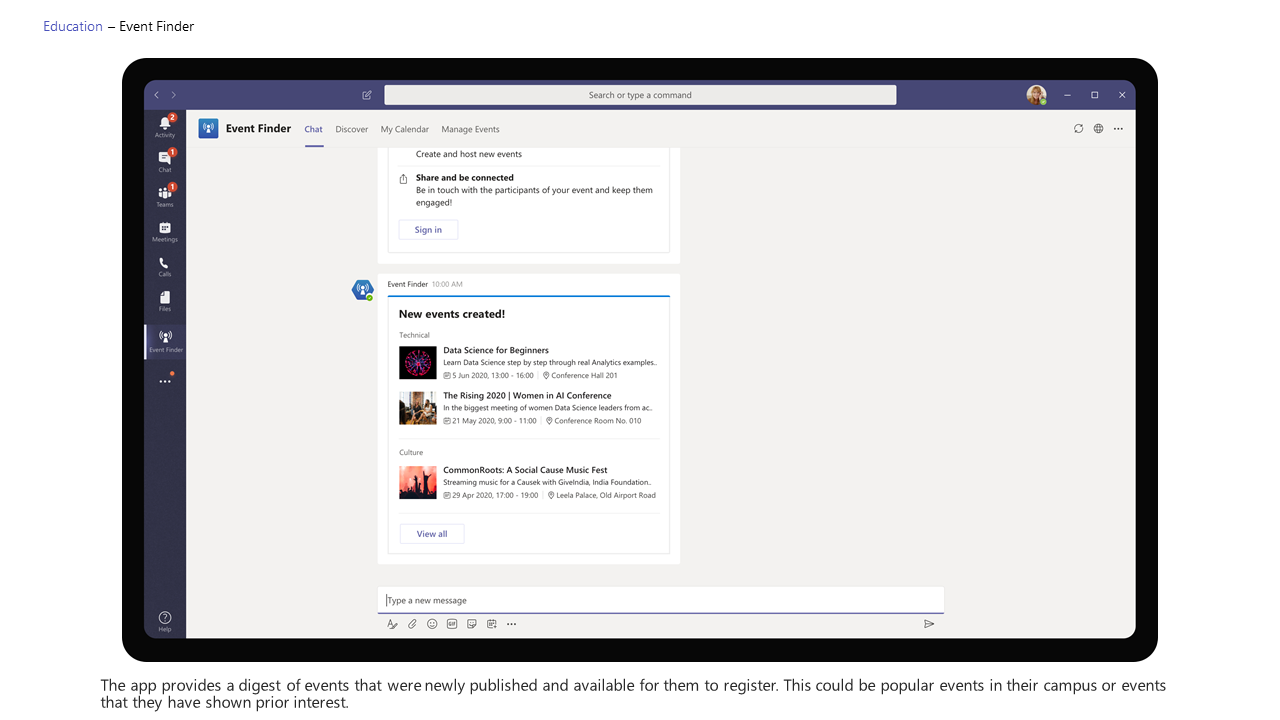 Education – Event Finder
Search or type a command
2
Activity
Event Finder Chat Discover My Calendar Manage Events
1
Chat
Create and host new events
Share and be connected
Be in touch with the participants of your event and keep them
engaged!
1
Teams
Sign in
Meetings
Calls
Files
Event Finder
Event Finder 10:00 AM
New events created!
Technical
Data Science for Beginners
Learn Data Science step by step through real Analytics examples..
5 Jun 2020, 13:00 - 16:00 | Conference Hall 201
The Rising 2020 | Women in AI Conference
In the biggest meeting of women Data Science leaders from ac..
21 May 2020, 9:00 - 11:00 | Conference Room No. 010
Culture
CommonRoots: A Social Cause Music Fest
Streaming music for a Causek with GiveIndia, India Foundation..
29 Apr 2020, 17:00 - 19:00 | Leela Palace, Old Airport Road
View all
Type a new message
GIF
Help
The app provides a digest of events that were newly published and available for them to register. This could be popular events in their campus or events
that they have shown prior interest.